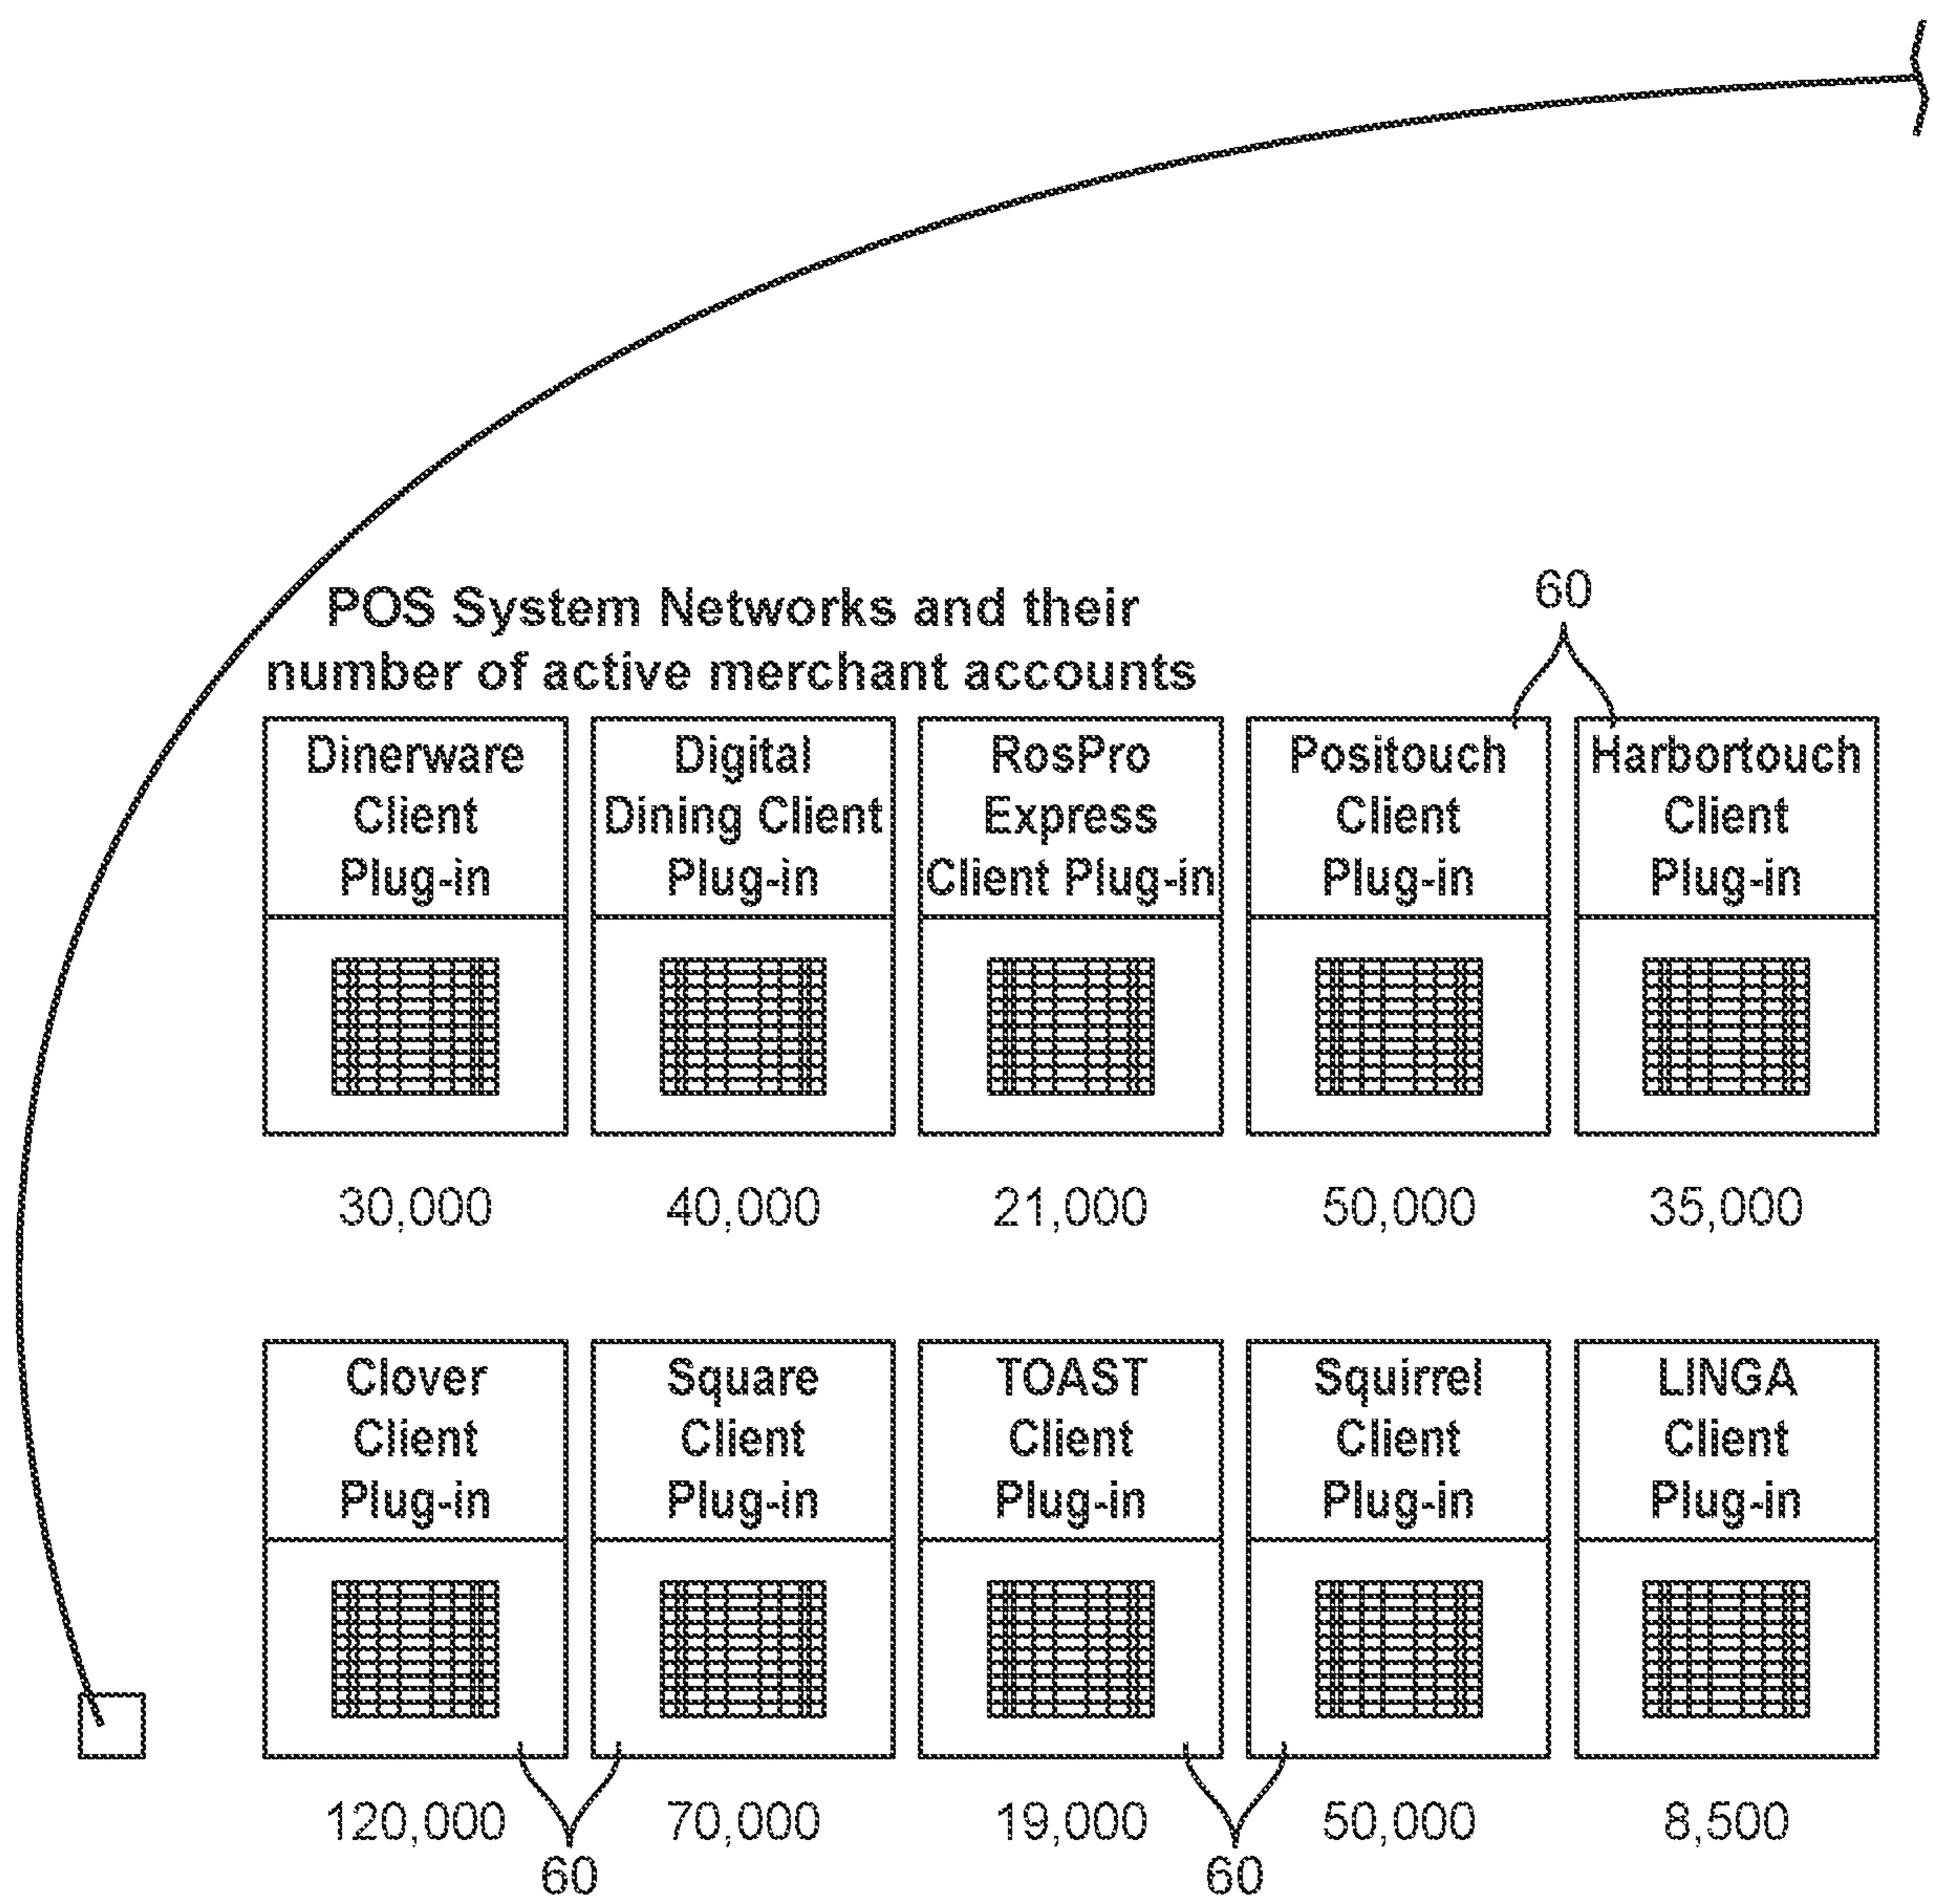 60
POS System Networks and their
number of active merchant accounts
Dinerware
Client
Plug-in
Digital
Dining Client
Plug-in
RosPro
Express
Client Plug-in
Positouch
Client
Plug-in
Harbortouch
Client
Plug-in
30,000
40,000
21,000
50,000
35,000
Clover
Client
Plug-in
Square
Client
Plug-in
TOAST
Client
Plug-in
Squirrel
Client
Plug-in
LINGA
Client
Plug-in
120,000
70,000
19,000
50,000
8,500
60
60